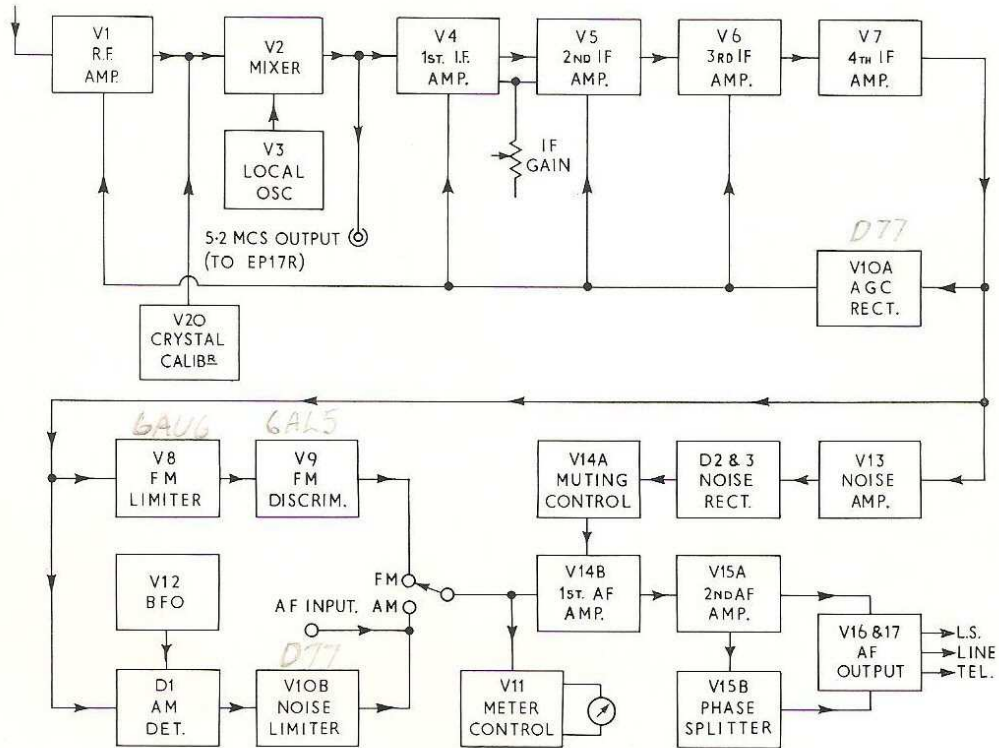 V1
R.F.
AMP.
V2
MIXER
V4
1ST. I.F.
AMP.
V5
2ND IF
AMP.
V6
3RD IF
AMP.
V7
4TH IF
AMP.
V3
LOCAL
OSC
IF
GAIN
5·2 MCS OUTPUT
(TO EP17R)
D77
V10A
AGC
RECT.
V20
CRYSTAL
CALIBR
6AU6
6AL5
V8
FM
LIMITER
V9
FM
DISCRIM.
V14A
MUTING
CONTROL
D2 & 3
NOISE
RECT.
V13
NOISE
AMP.
V12
BFO
FM
AF INPUT.
AM
V14B
1ST. AF
AMP.
V15A
2ND AF
AMP.
V16 & 17
AF
OUTPUT
L.S.
LINE
TEL.
D77
D1
AM
DET.
V10B
NOISE
LIMITER
V11
METER
CONTROL
V15B
PHASE
SPLITTER